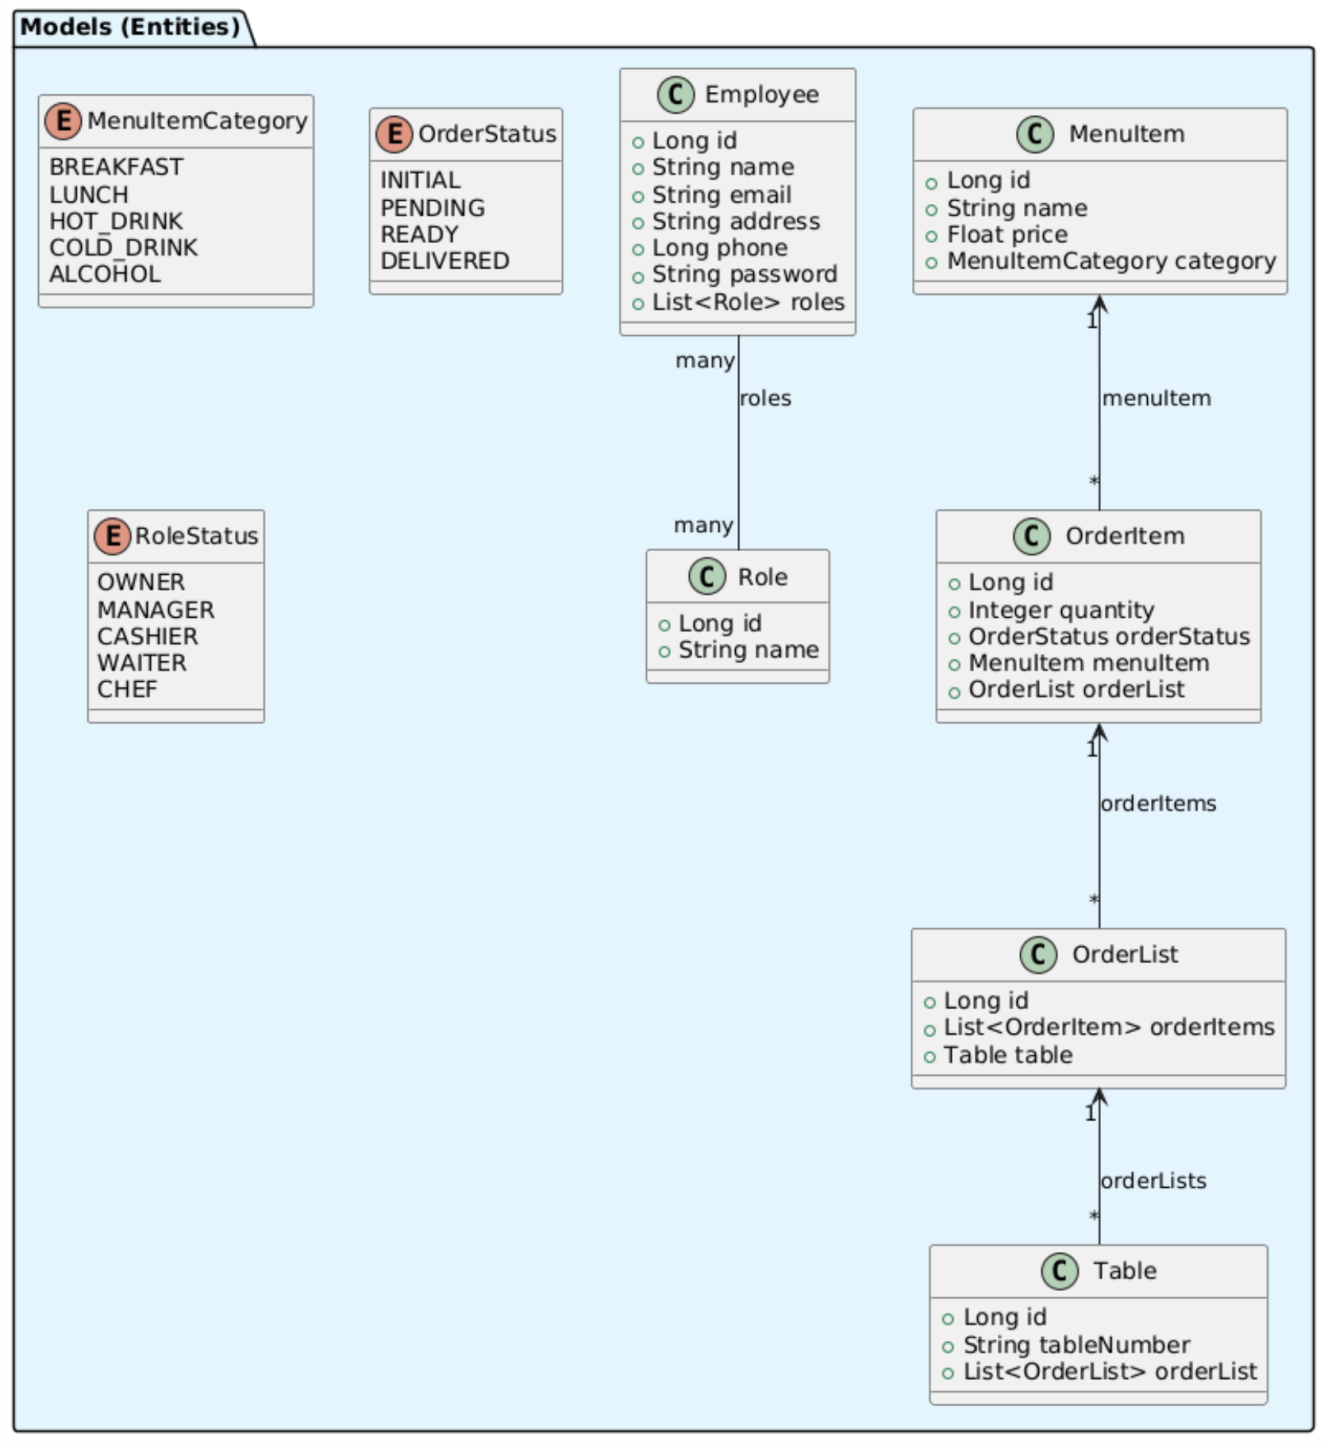 Models (Entities)
E MenuItemCategory
BREAKFAST
LUNCH
HOT_DRINK
COLD_DRINK
ALCOHOL
E OrderStatus
INITIAL
PENDING
READY
DELIVERED
C Employee
Long id
String name
String email
String address
Long phone
String password
List<Role> roles
C MenuItem
Long id
String name
Float price
MenuItemCategory category
many
roles
many
1
menuItem
*
E RoleStatus
OWNER
MANAGER
CASHIER
WAITER
CHEF
C Role
Long id
String name
C OrderItem
Long id
Integer quantity
OrderStatus orderStatus
MenuItem menuItem
OrderList orderList
1
orderItems
*
C OrderList
Long id
List<OrderItem> orderItems
Table table
1
orderLists
*
C Table
Long id
String tableNumber
List<OrderList> orderList